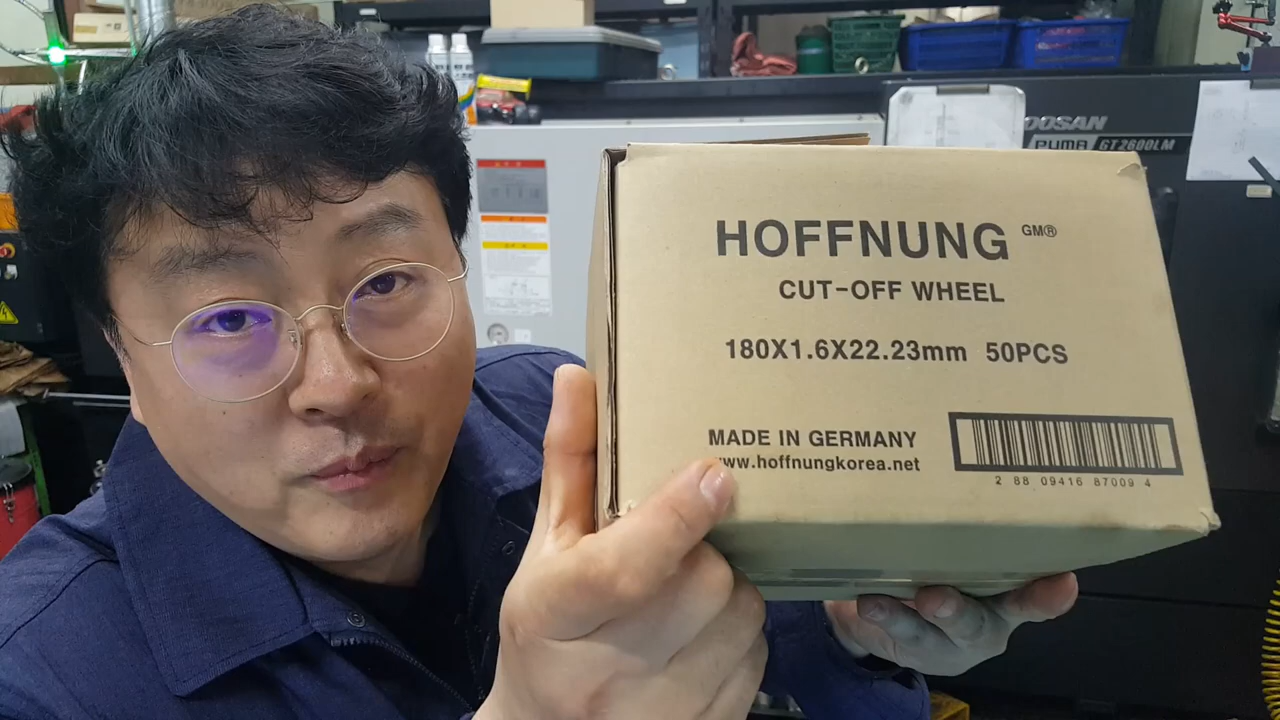 DOOSAN
PUMA GT2600LM
HOFFNUNG GM®
CUT-OFF WHEEL
180X1.6X22.23mm 50PCS
MADE IN GERMANY
www.hoffnungkorea.net
2 88 09416 87009 4